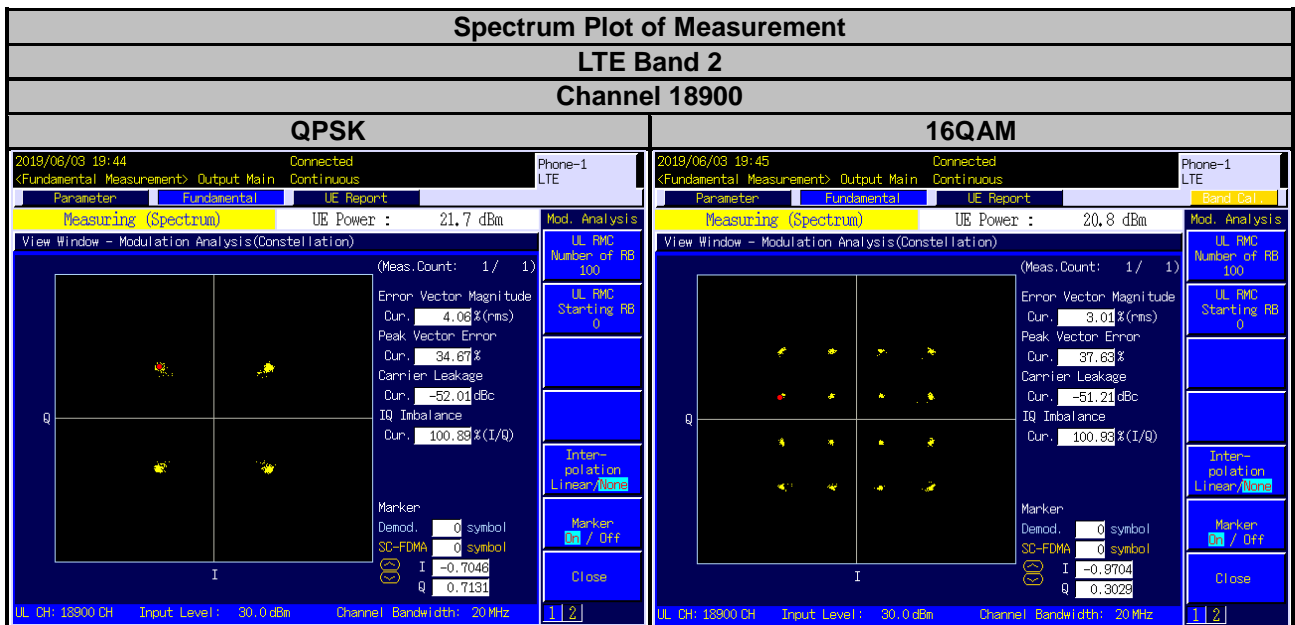 Spectrum Plot of Measurement
LTE Band 2
Channel 18900
QPSK
2019/06/03 19:44 Connected
<Fundamental Measurement> Output Main Continuous
Phone-1
LTE
Parameter Fundamental UE Report
Measuring (Spectrum) UE Power : 21.7 dBm
Mod. Analysis
View Window - Modulation Analysis(Constellation)
(Meas.Count: 1/ 1)
Error Vector Magnitude
Cur. 4.06 %(rms)
Peak Vector Error
Cur. 34.67 %
Carrier Leakage
Cur. -52.01 dBc
IQ Imbalance
Cur. 100.89 %(I/Q)
Q
I
Marker
Demod. 0 symbol
SC-FDMA 0 symbol
I -0.7046
Q 0.7131
UL RMC
Number of RB
100
UL RMC
Starting RB
0
Inter-
polation
Linear/None
Marker
On / Off
Close
UL CH: 18900 CH Input Level: 30.0 dBm Channel Bandwidth: 20 MHz
1 2
16QAM
2019/06/03 19:45 Connected
<Fundamental Measurement> Output Main Continuous
Phone-1
LTE
Parameter Fundamental UE Report
Band Cal.
Measuring (Spectrum) UE Power : 20.8 dBm
Mod. Analysis
View Window - Modulation Analysis(Constellation)
(Meas.Count: 1/ 1)
Error Vector Magnitude
Cur. 3.01 %(rms)
Peak Vector Error
Cur. 37.63 %
Carrier Leakage
Cur. -51.21 dBc
IQ Imbalance
Cur. 100.93 %(I/Q)
Q
I
Marker
Demod. 0 symbol
SC-FDMA 0 symbol
I -0.9704
Q 0.3029
UL RMC
Number of RB
100
UL RMC
Starting RB
0
Inter-
polation
Linear/None
Marker
On / Off
Close
UL CH: 18900 CH Input Level: 30.0 dBm Channel Bandwidth: 20 MHz
1 2